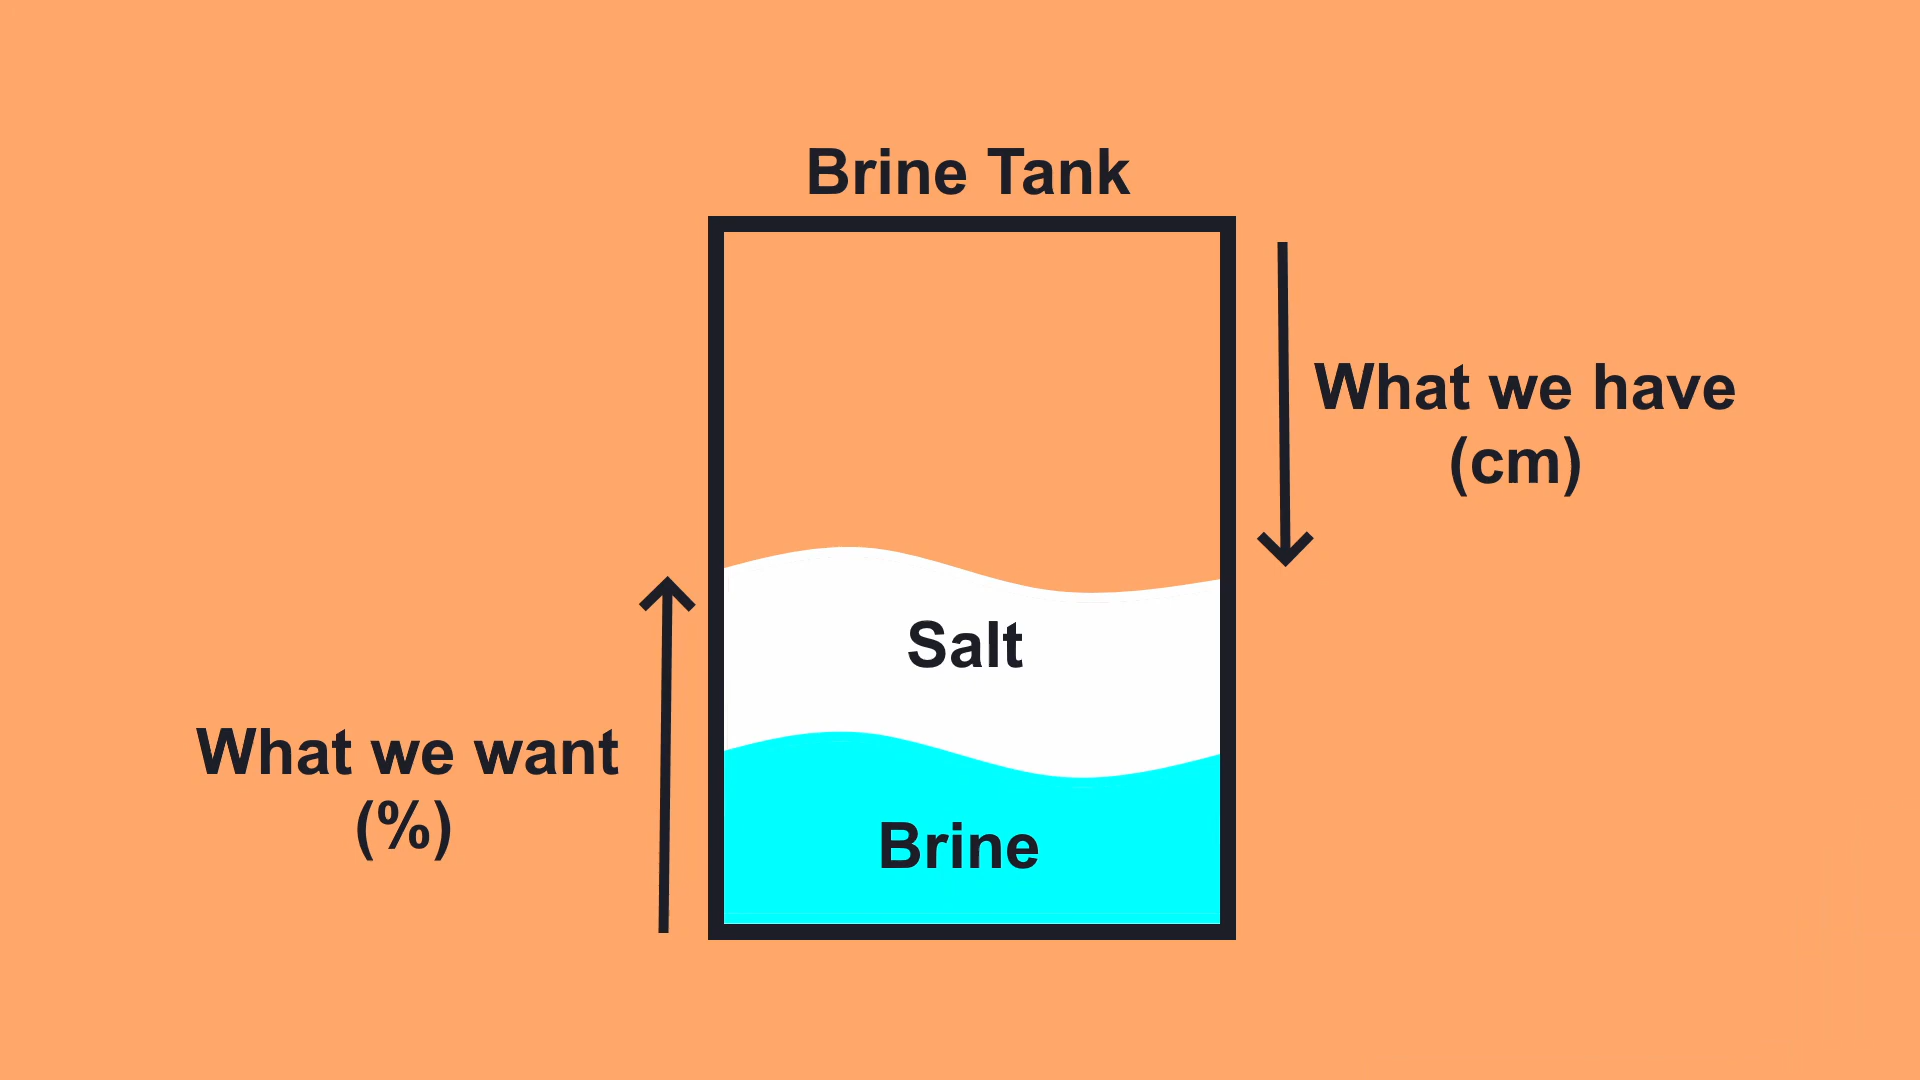 Brine Tank
What we have
(cm)
Salt
What we want
(%)
Brine